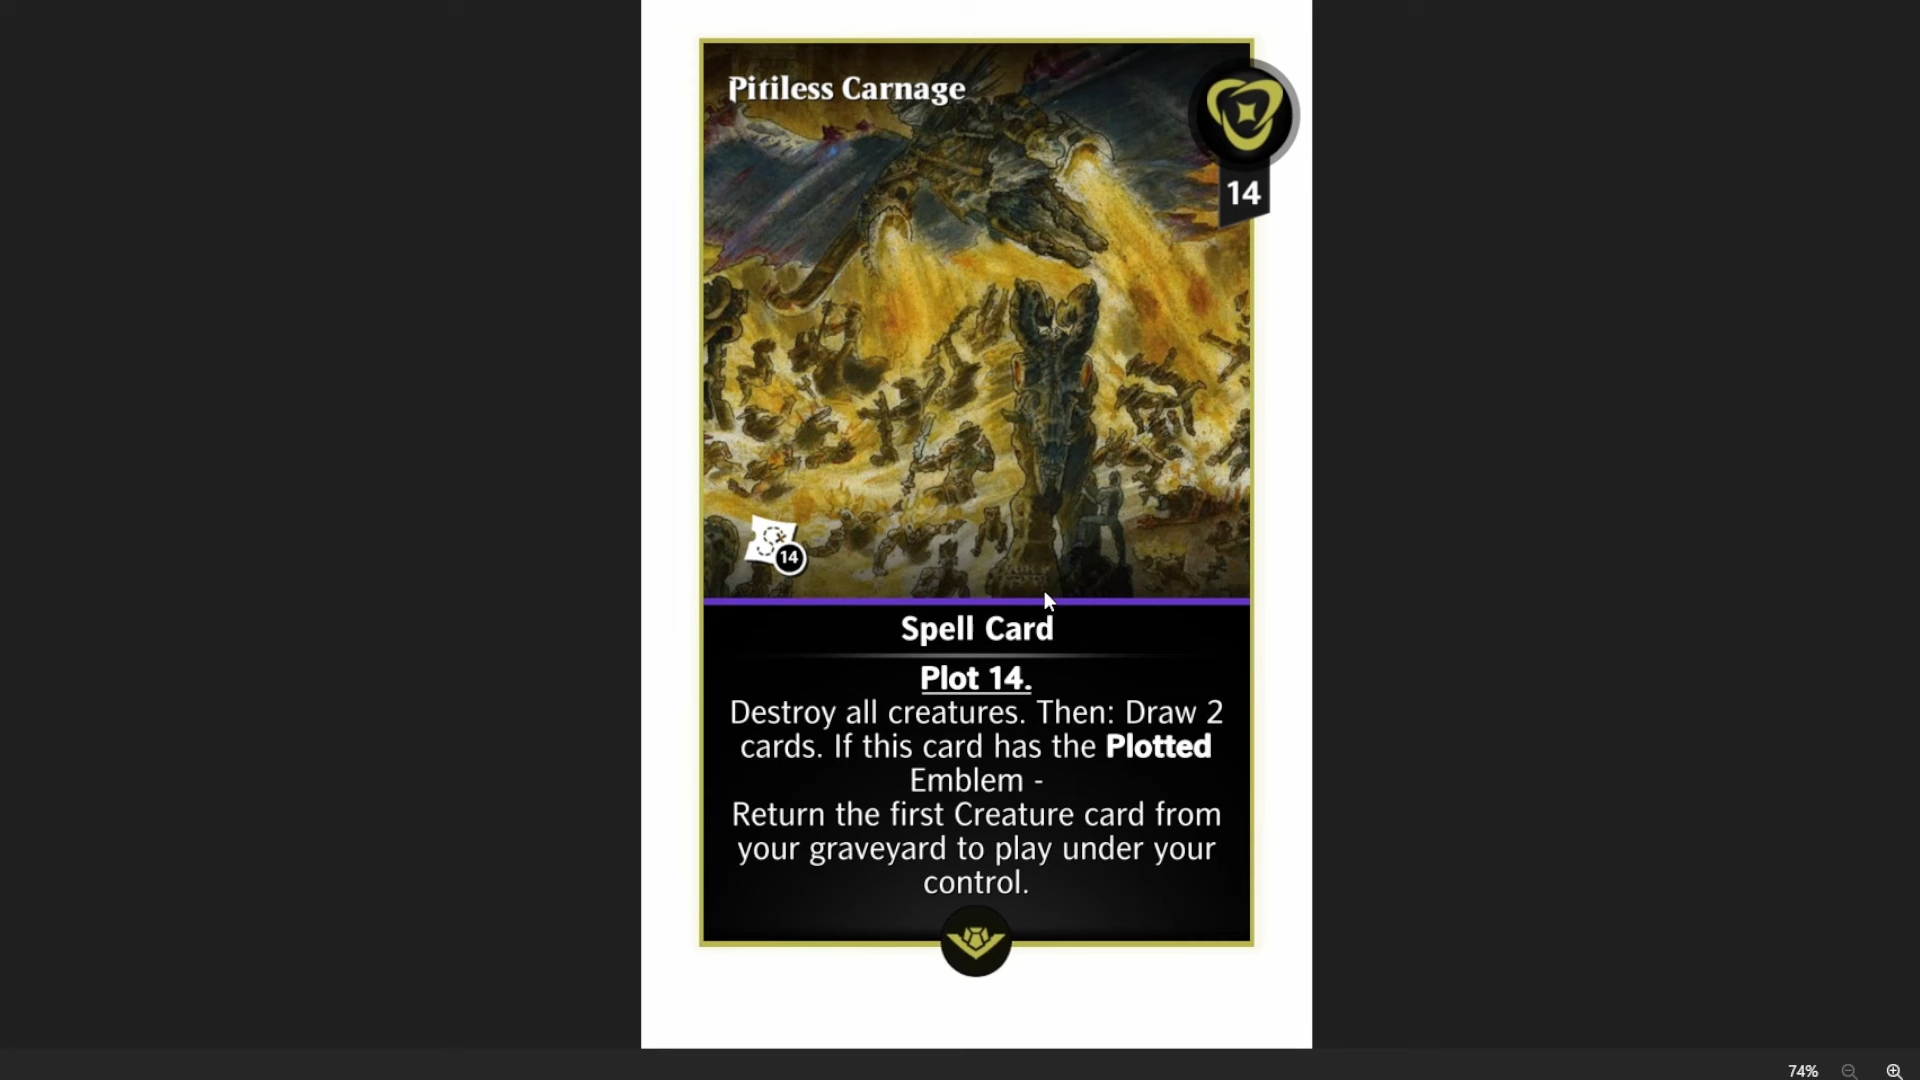 Pitiless Carnage
14
14
Spell Card
Plot 14.
Destroy all creatures. Then: Draw 2
cards. If this card has the Plotted
Emblem -
Return the first Creature card from
your graveyard to play under your
control.
74%